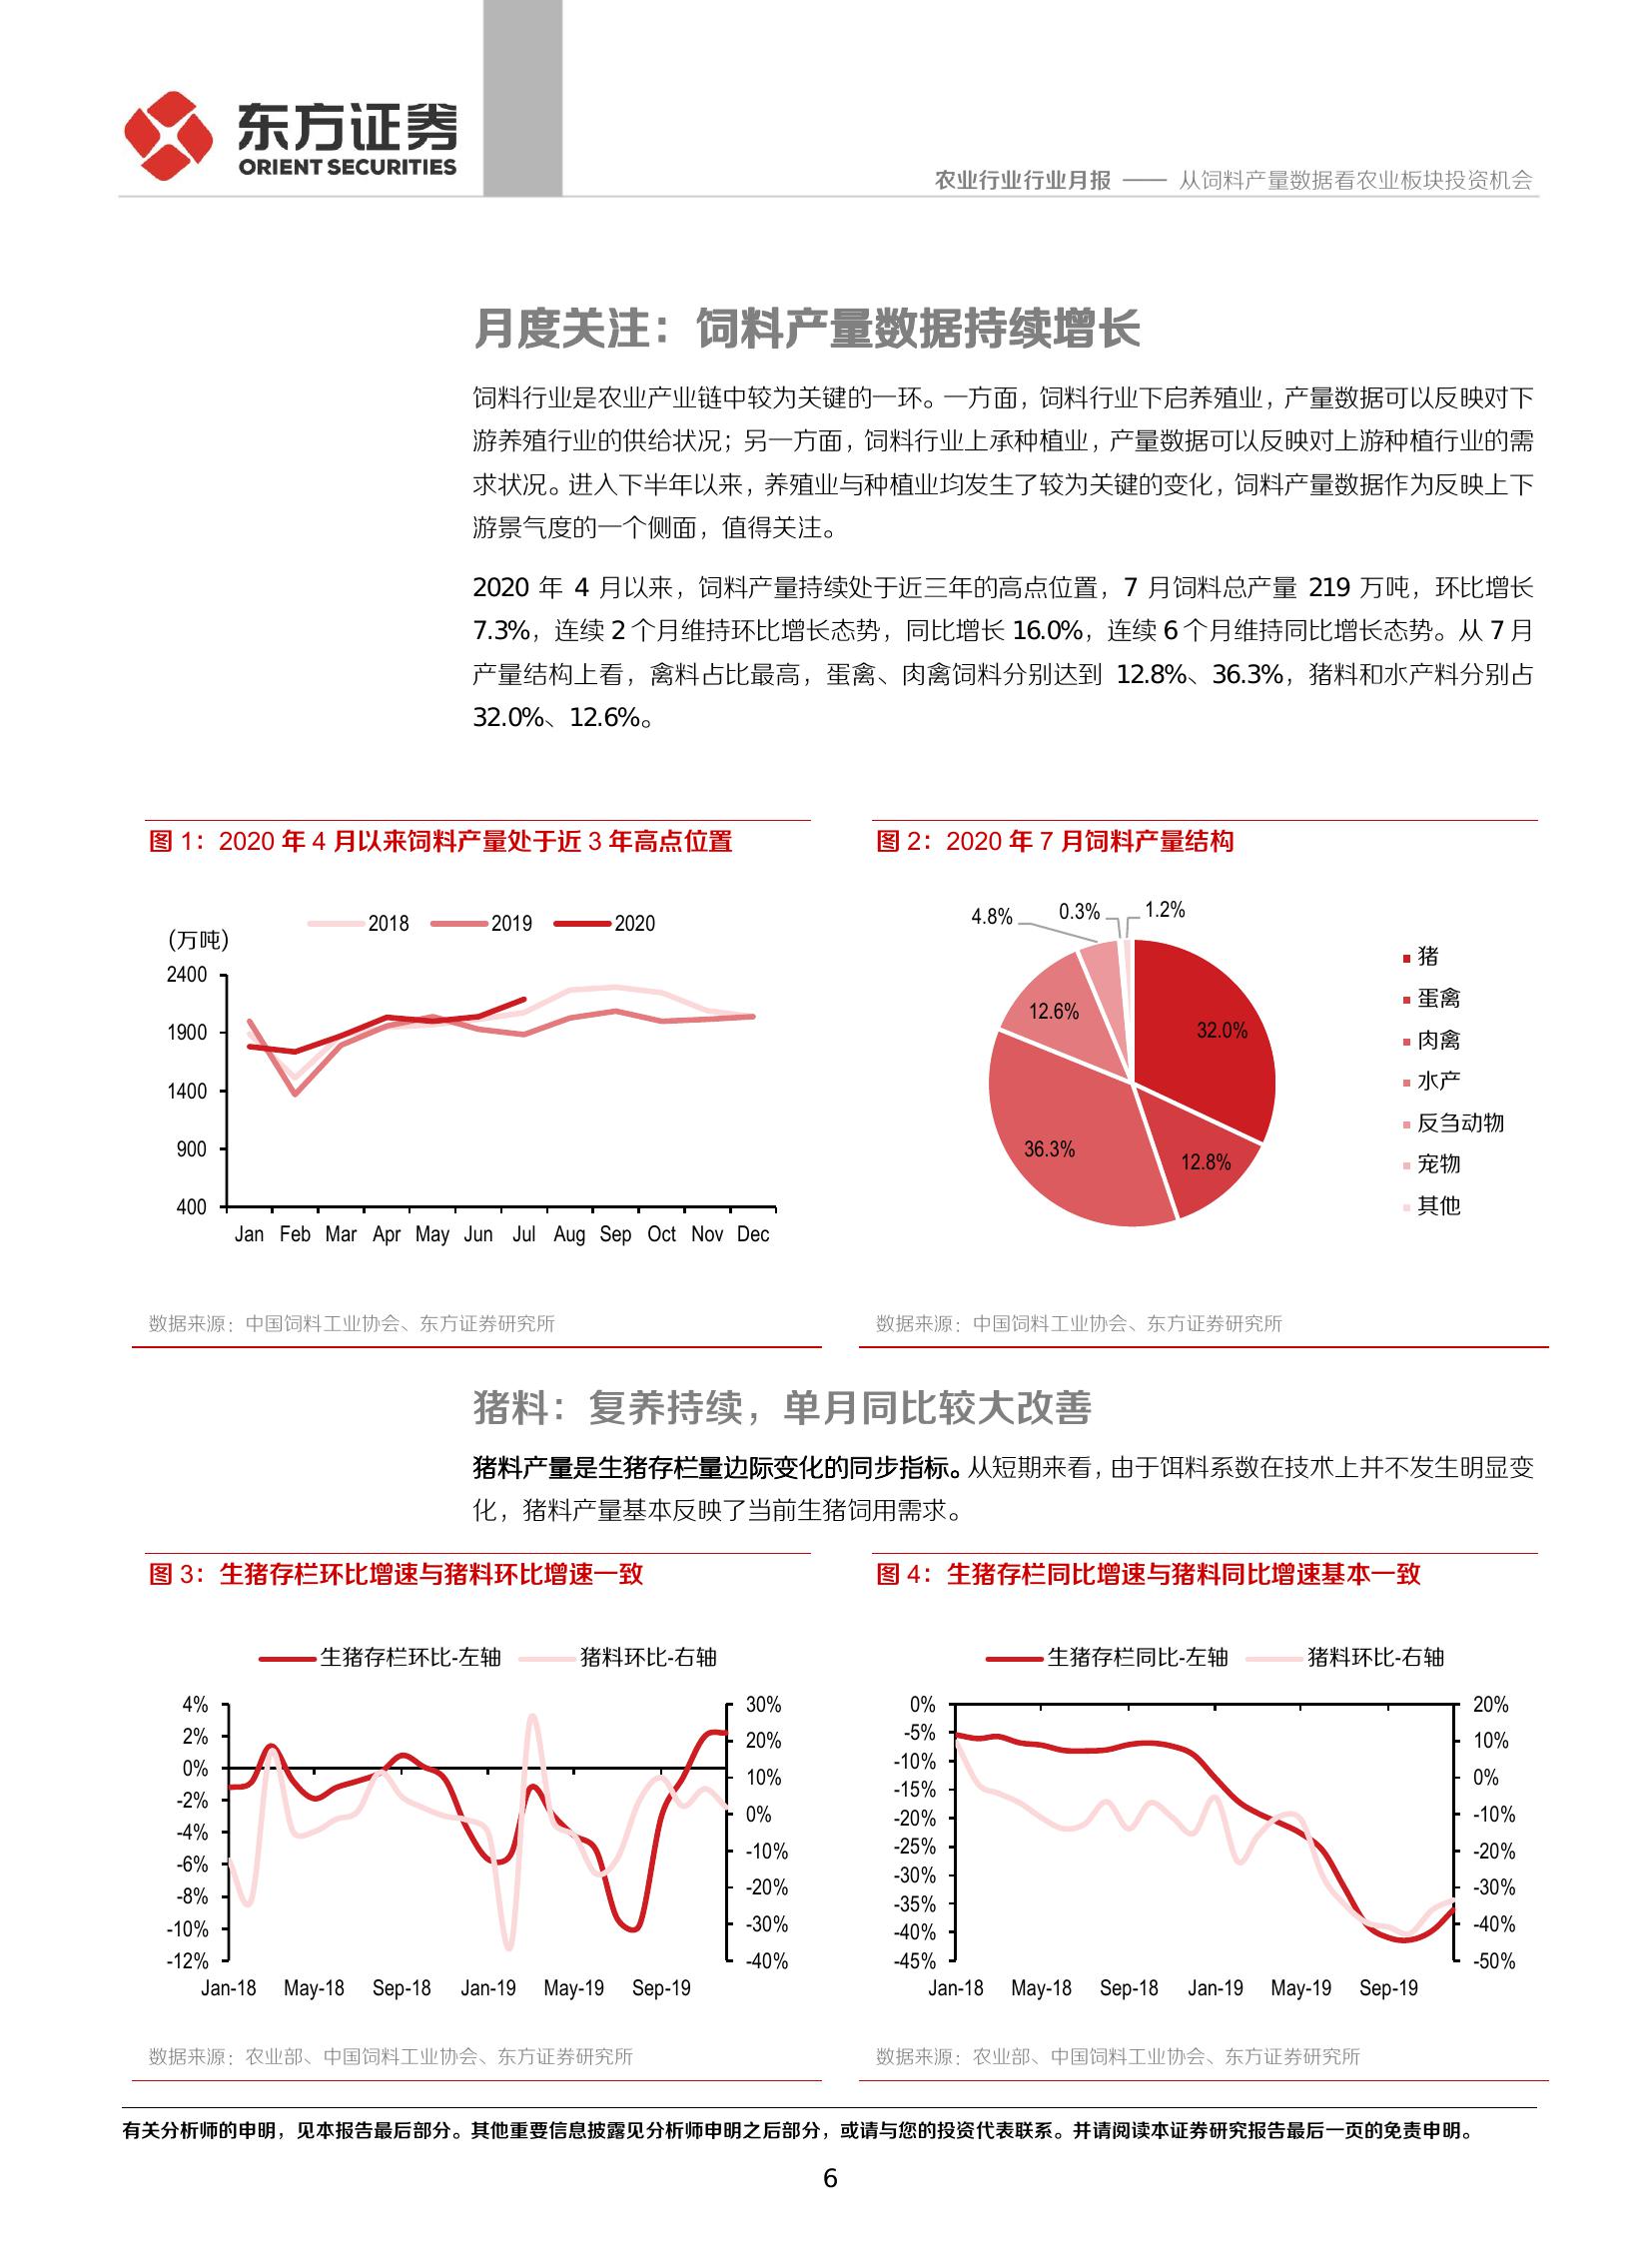 东方证券
ORIENT SECURITIES
农业行业行业月报 —— 从饲料产量数据看农业板块投资机会
月度关注：饲料产量数据持续增长
饲料行业是农业产业链中较为关键的一环。一方面，饲料行业下启养殖业，产量数据可以反映对下
游养殖行业的供给状况；另一方面，饲料行业上承种植业，产量数据可以反映对上游种植行业的需
求状况。进入下半年以来，养殖业与种植业均发生了较为关键的变化，饲料产量数据作为反映上下
游景气度的一个侧面，值得关注。
2020 年 4 月以来，饲料产量持续处于近三年的高点位置，7 月饲料总产量 219 万吨，环比增长
7.3%，连续 2 个月维持环比增长态势，同比增长 16.0%，连续 6 个月维持同比增长态势。从 7 月
产量结构上看，禽料占比最高，蛋禽、肉禽饲料分别达到 12.8%、36.3%，猪料和水产料分别占
32.0%、12.6%。
图 1：2020 年 4 月以来饲料产量处于近 3 年高点位置
2018 2019 2020
(万吨)
2400
1900
1400
900
400
Jan Feb Mar Apr May Jun Jul Aug Sep Oct Nov Dec
数据来源：中国饲料工业协会、东方证券研究所
图 2：2020 年 7 月饲料产量结构
4.8% 0.3% 1.2%
12.6%
32.0%
36.3%
12.8%
猪
蛋禽
肉禽
水产
反刍动物
宠物
其他
数据来源：中国饲料工业协会、东方证券研究所
猪料：复养持续，单月同比较大改善
猪料产量是生猪存栏量边际变化的同步指标。从短期来看，由于饵料系数在技术上并不发生明显变
化，猪料产量基本反映了当前生猪饲用需求。
图 3：生猪存栏环比增速与猪料环比增速一致
生猪存栏环比-左轴 猪料环比-右轴
4%
2%
0%
-2%
-4%
-6%
-8%
-10%
-12%
30%
20%
10%
0%
-10%
-20%
-30%
-40%
Jan-18 May-18 Sep-18 Jan-19 May-19 Sep-19
数据来源：农业部、中国饲料工业协会、东方证券研究所
图 4：生猪存栏同比增速与猪料同比增速基本一致
生猪存栏同比-左轴 猪料环比-右轴
0%
-5%
-10%
-15%
-20%
-25%
-30%
-35%
-40%
-45%
20%
10%
0%
-10%
-20%
-30%
-40%
-50%
Jan-18 May-18 Sep-18 Jan-19 May-19 Sep-19
数据来源：农业部、中国饲料工业协会、东方证券研究所
有关分析师的申明，见本报告最后部分。其他重要信息披露见分析师申明之后部分，或请与您的投资代表联系。并请阅读本证券研究报告最后一页的免责申明。
6